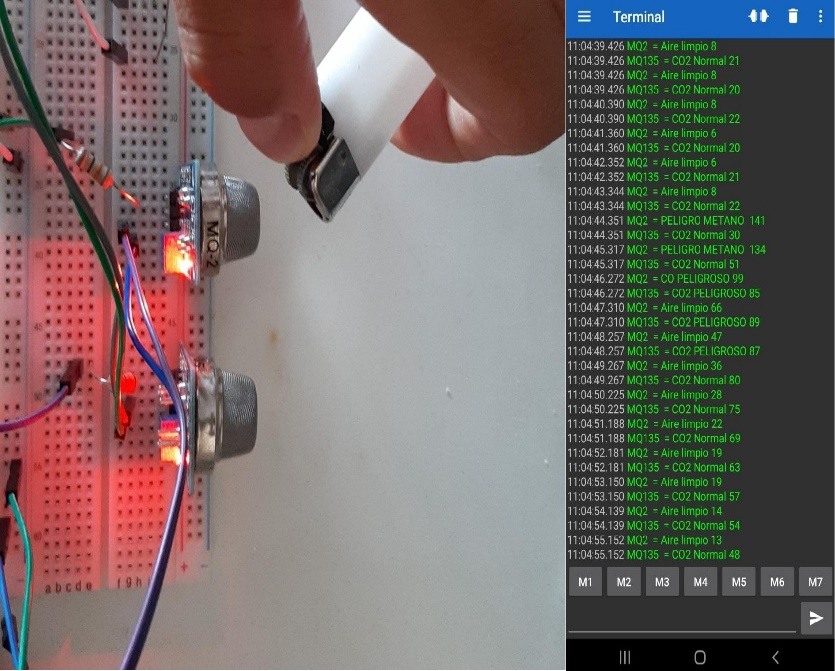 MQ-2
30
45
45
a b c d e
f g h
+
-
Terminal
11:04:39.426 MQ2 = Aire limpio 8
11:04:39.426 MQ135 = CO2 Normal 21
11:04:39.426 MQ2 = Aire limpio 8
11:04:39.426 MQ135 = CO2 Normal 20
11:04:40.390 MQ2 = Aire limpio 8
11:04:40.390 MQ135 = CO2 Normal 22
11:04:41.360 MQ2 = Aire limpio 6
11:04:41.360 MQ135 = CO2 Normal 20
11:04:42.352 MQ2 = Aire limpio 6
11:04:42.352 MQ135 = CO2 Normal 21
11:04:43.344 MQ2 = Aire limpio 8
11:04:43.344 MQ135 = CO2 Normal 22
11:04:44.351 MQ2 = PELIGRO METANO 141
11:04:44.351 MQ135 = CO2 Normal 30
11:04:45.317 MQ2 = PELIGRO METANO 134
11:04:45.317 MQ135 = CO2 Normal 51
11:04:46.272 MQ2 = CO PELIGROSO 99
11:04:46.272 MQ135 = CO2 PELIGROSO 85
11:04:47.310 MQ2 = Aire limpio 66
11:04:47.310 MQ135 = CO2 PELIGROSO 89
11:04:48.257 MQ2 = Aire limpio 47
11:04:48.257 MQ135 = CO2 PELIGROSO 87
11:04:49.267 MQ2 = Aire limpio 36
11:04:49.267 MQ135 = CO2 Normal 80
11:04:50.225 MQ2 = Aire limpio 28
11:04:50.225 MQ135 = CO2 Normal 75
11:04:51.188 MQ2 = Aire limpio 22
11:04:51.188 MQ135 = CO2 Normal 69
11:04:52.181 MQ2 = Aire limpio 19
11:04:52.181 MQ135 = CO2 Normal 63
11:04:53.150 MQ2 = Aire limpio 19
11:04:53.150 MQ135 = CO2 Normal 57
11:04:54.139 MQ2 = Aire limpio 14
11:04:54.139 MQ135 = CO2 Normal 54
11:04:55.152 MQ2 = Aire limpio 13
11:04:55.152 MQ135 = CO2 Normal 48
M1 M2 M3 M4 M5 M6 M7